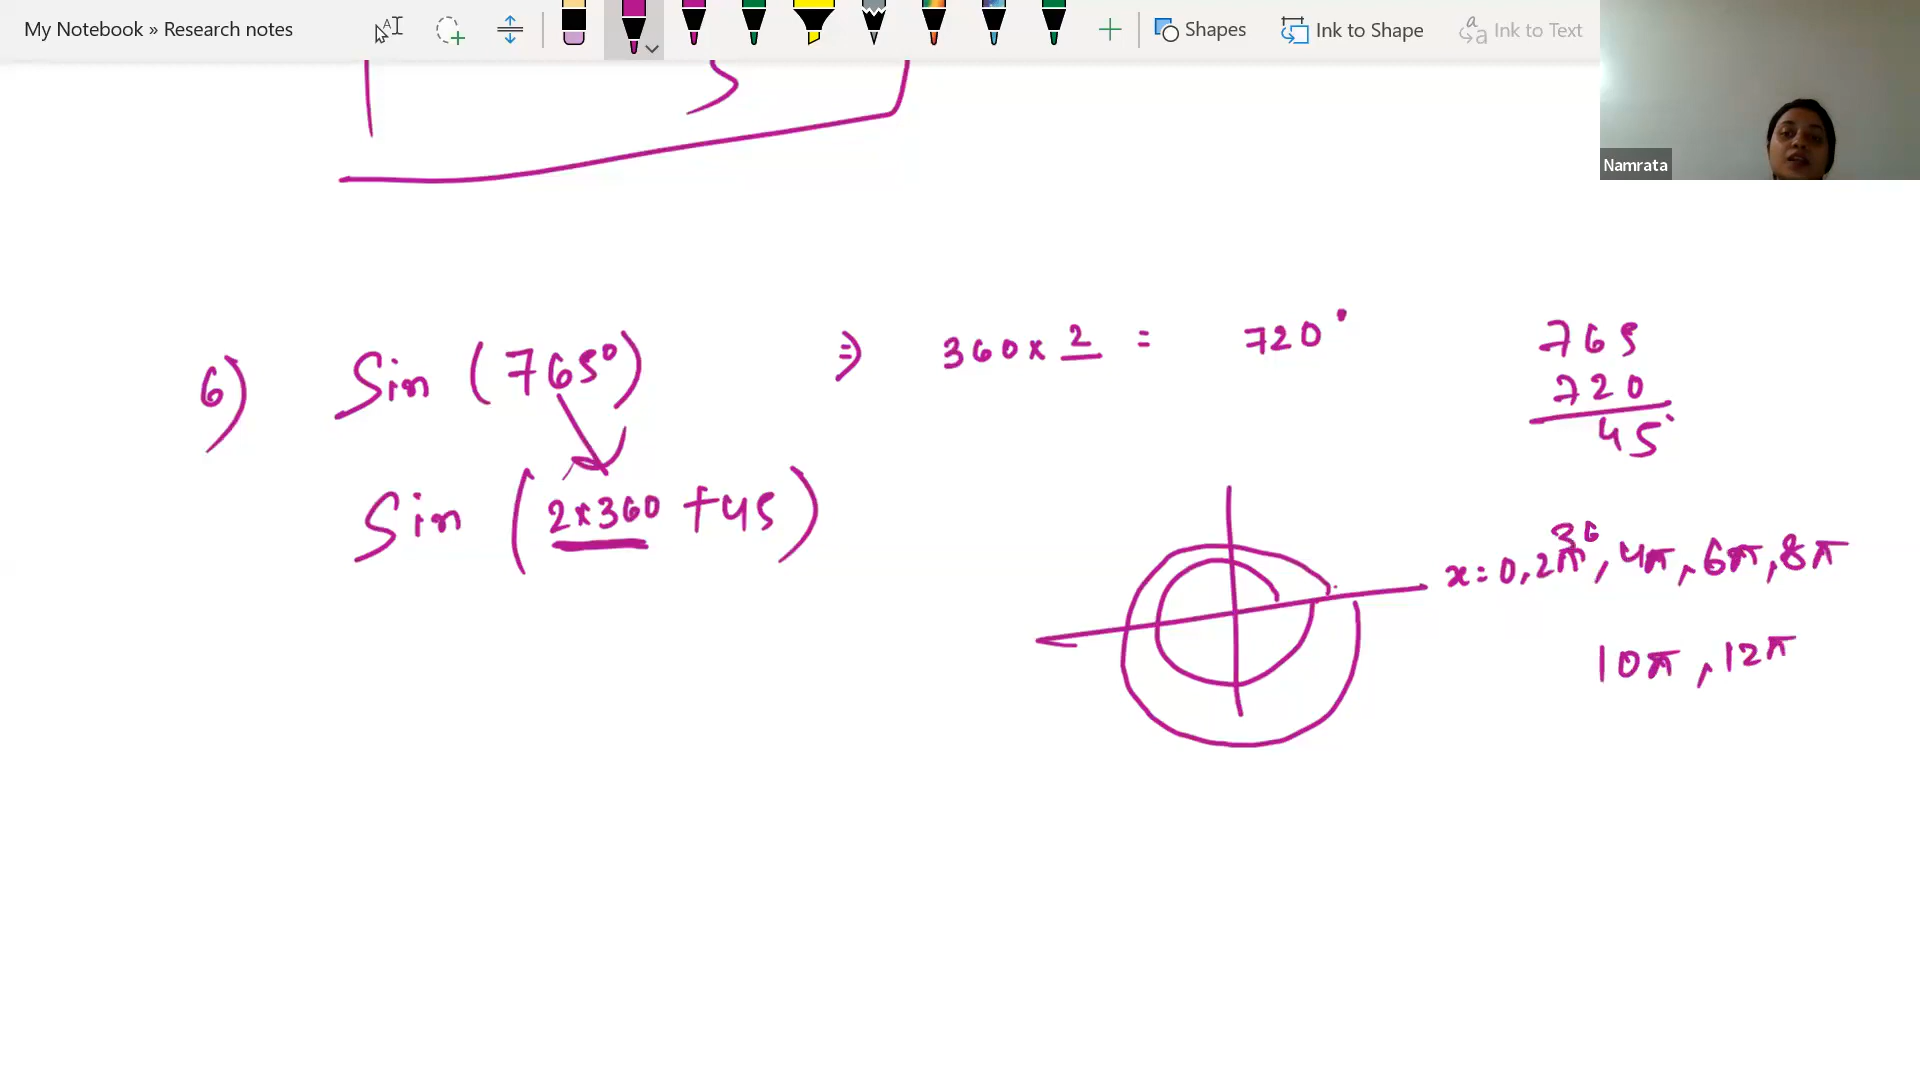 My Notebook » Research notes
Shapes
Ink to Shape
Ink to Text
Namrata
6) Sin (765°) ⇒ 360 x 2 = 720°
765
720
45°
Sin (2x360 + 45)
x = 0, 2π, 4π, 6π, 8π
36
10π, 12π